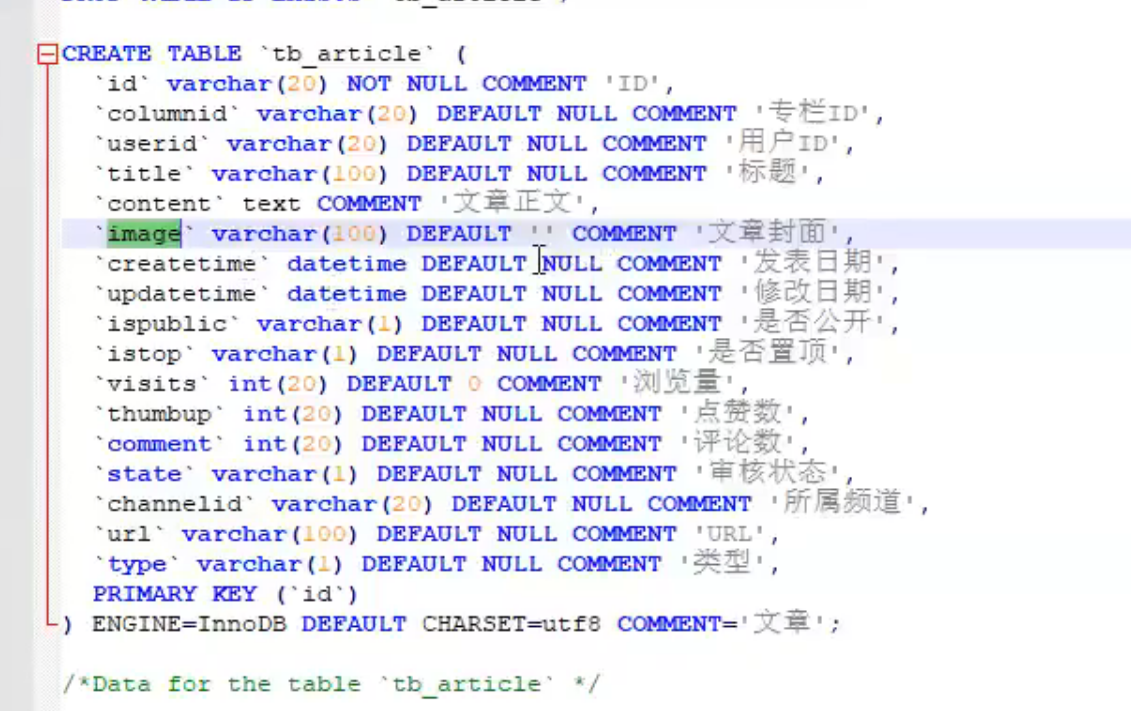 CREATE TABLE `tb_article` (
`id` varchar(20) NOT NULL COMMENT 'ID',
`columnid` varchar(20) DEFAULT NULL COMMENT '专栏ID',
`userid` varchar(20) DEFAULT NULL COMMENT '用户ID',
`title` varchar(100) DEFAULT NULL COMMENT '标题',
`content` text COMMENT '文章正文',
`image` varchar(100) DEFAULT '' COMMENT '文章封面',
`createtime` datetime DEFAULT NULL COMMENT '发表日期',
`updatetime` datetime DEFAULT NULL COMMENT '修改日期',
`ispublic` varchar(1) DEFAULT NULL COMMENT '是否公开',
`istop` varchar(1) DEFAULT NULL COMMENT '是否置顶',
`visits` int(20) DEFAULT 0 COMMENT '浏览量',
`thumbup` int(20) DEFAULT NULL COMMENT '点赞数',
`comment` int(20) DEFAULT NULL COMMENT '评论数',
`state` varchar(1) DEFAULT NULL COMMENT '审核状态',
`channelid` varchar(20) DEFAULT NULL COMMENT '所属频道',
`url` varchar(100) DEFAULT NULL COMMENT 'URL',
`type` varchar(1) DEFAULT NULL COMMENT '类型',
PRIMARY KEY (`id`)
) ENGINE=InnoDB DEFAULT CHARSET=utf8 COMMENT='文章';
/*Data for the table `tb_article` */